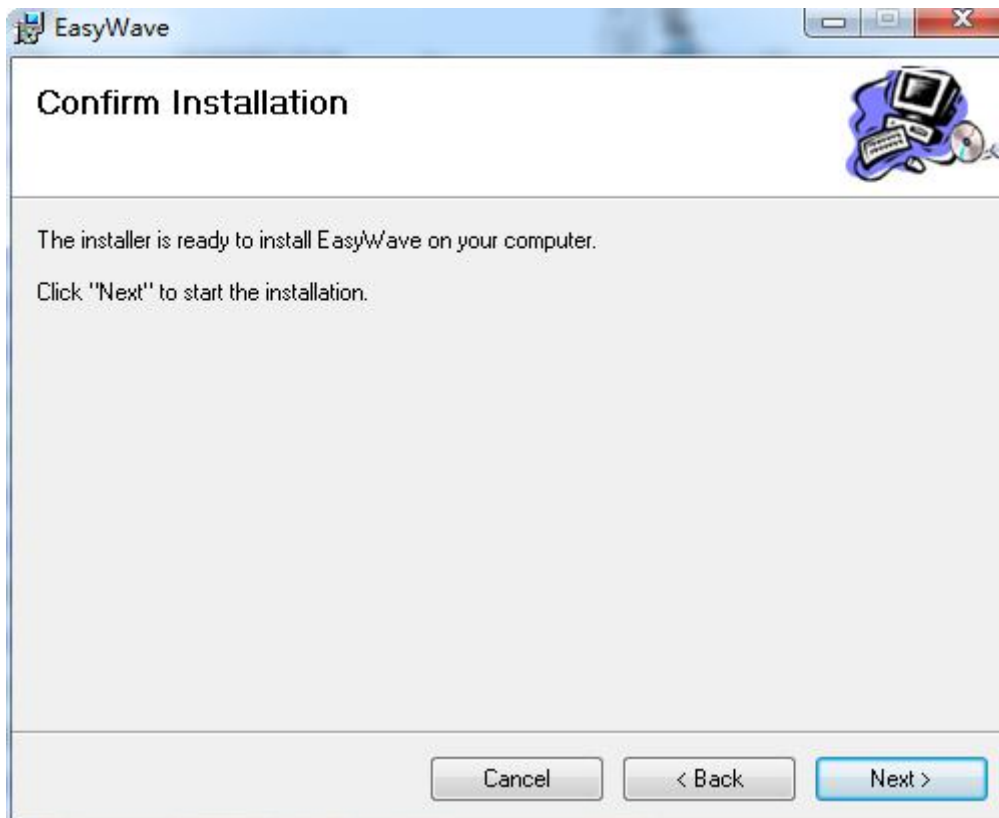 EasyWave
Confirm Installation
The installer is ready to install EasyWave on your computer.
Click "Next" to start the installation.
Cancel
< Back
Next >